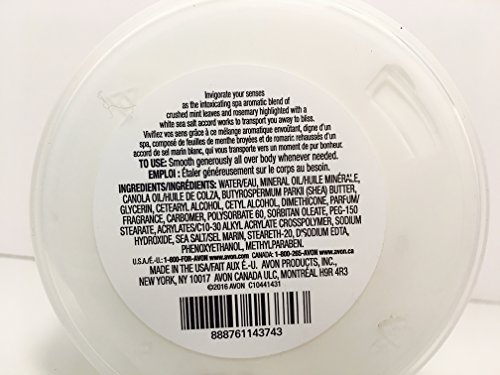 Invigorate your senses
as the intoxicating spa aromatic blend of
crushed mint leaves and rosemary highlighted with a
white sea salt accord works to transport you away to bliss.
Vivifiez vos sens grâce à ce mélange aromatique envoûtant, digne d'un
spa, composé de feuilles de menthe broyées et de romarin. rehaussés d'un
accord de sel marin blanc, qui vous transporte vers un moment de pur bonheur.
TO USE: Smooth generously all over body whenever needed.
EMPLOI : Étaler généreusement sur le corps au besoin.
INGREDIENTS/INGRÉDIENTS: WATER/EAU, MINERAL OIL/HUILE MINÉRALE,
CANOLA OIL/HUILE DE COLZA, BUTYROSPERMUM PARKII (SHEA) BUTTER,
GLYCERIN, CETEARYL ALCOHOL, CETYL ALCOHOL, DIMETHICONE, PARFUM/
FRAGRANCE, CARBOMER, POLYSORBATE 60, SORBITAN OLEATE, PEG-150
STEARATE, ACRYLATES/C10-30 ALKYL ACRYLATE CROSSPOLYMER, SODIUM
HYDROXIDE, SEA SALT/SEL MARIN, STEARETH-20, DISODIUM EDTA,
PHENOXYETHANOL, METHYLPARABEN.
U.S.A./É.-U.:1-800-FOR-AVON www.avon.com CANADA: 1-800-265-AVON www.avon.ca
MADE IN THE USA/FAIT AUX É.-U. AVON PRODUCTS, INC.,
NEW YORK, NY 10017 AVON CANADA ULC, MONTRÉAL H9R 4R3
©2016 AVON C10441431
888761143743